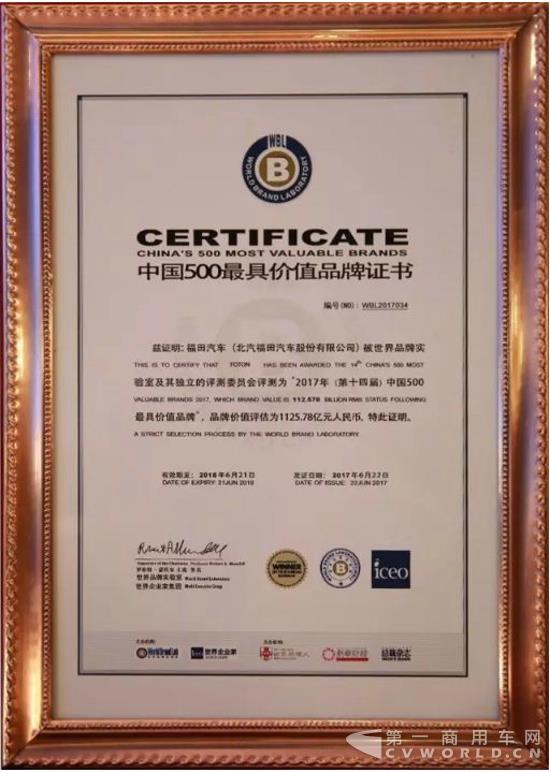 WBL
WORLD BRAND LABORATORY
B
CERTIFICATE
CHINA'S 500 MOST VALUABLE BRANDS
中国500最具价值品牌证书
编号(NO): WBL2017034
兹证明: 福田汽车 (北汽福田汽车股份有限公司) 被世界品牌实
THIS IS TO CERTIFY THAT FOTON HAS BEEN AWARDED THE 14TH CHINA'S 500 MOST
验室及其独立的评测委员会评测为"2017年 (第十四届) 中国500
VALUABLE BRANDS 2017, WHICH BRAND VALUE IS 112.578 BILLION RMB STATUS FOLLOWING
最具价值品牌", 品牌价值评估为1125.78亿元人民币, 特此证明。
A STRICT SELECTION PROCESS BY THE WORLD BRAND LABORATORY.
有效期至: 2018年6月21日 发证日期: 2017年6月22日
DATE OF EXPIRY: 21JUN 2018 DATE OF ISSUE: 22JUN 2017
世界品牌实验室 World Brand Laboratory
世界企业家集团 World Executive Group
WINNER
B
iceo
World Brand Lab iceo 世界企业家
第一商用车网
CVWORLD.CN